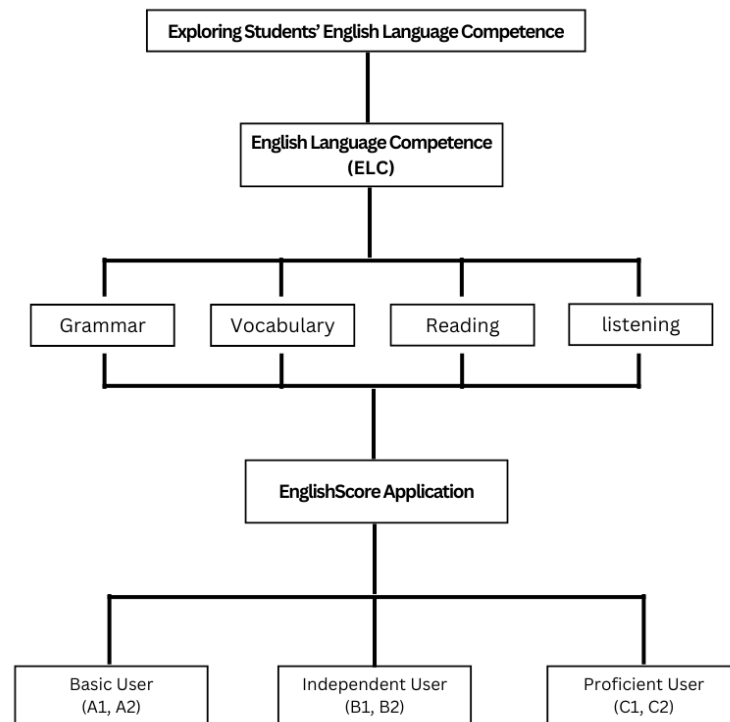 Exploring Students’ English Language Competence
English Language Competence
(ELC)
Grammar
Vocabulary
Reading
listening
EnglishScore Application
Basic User
(A1, A2)
Independent User
(B1, B2)
Proficient User
(C1, C2)